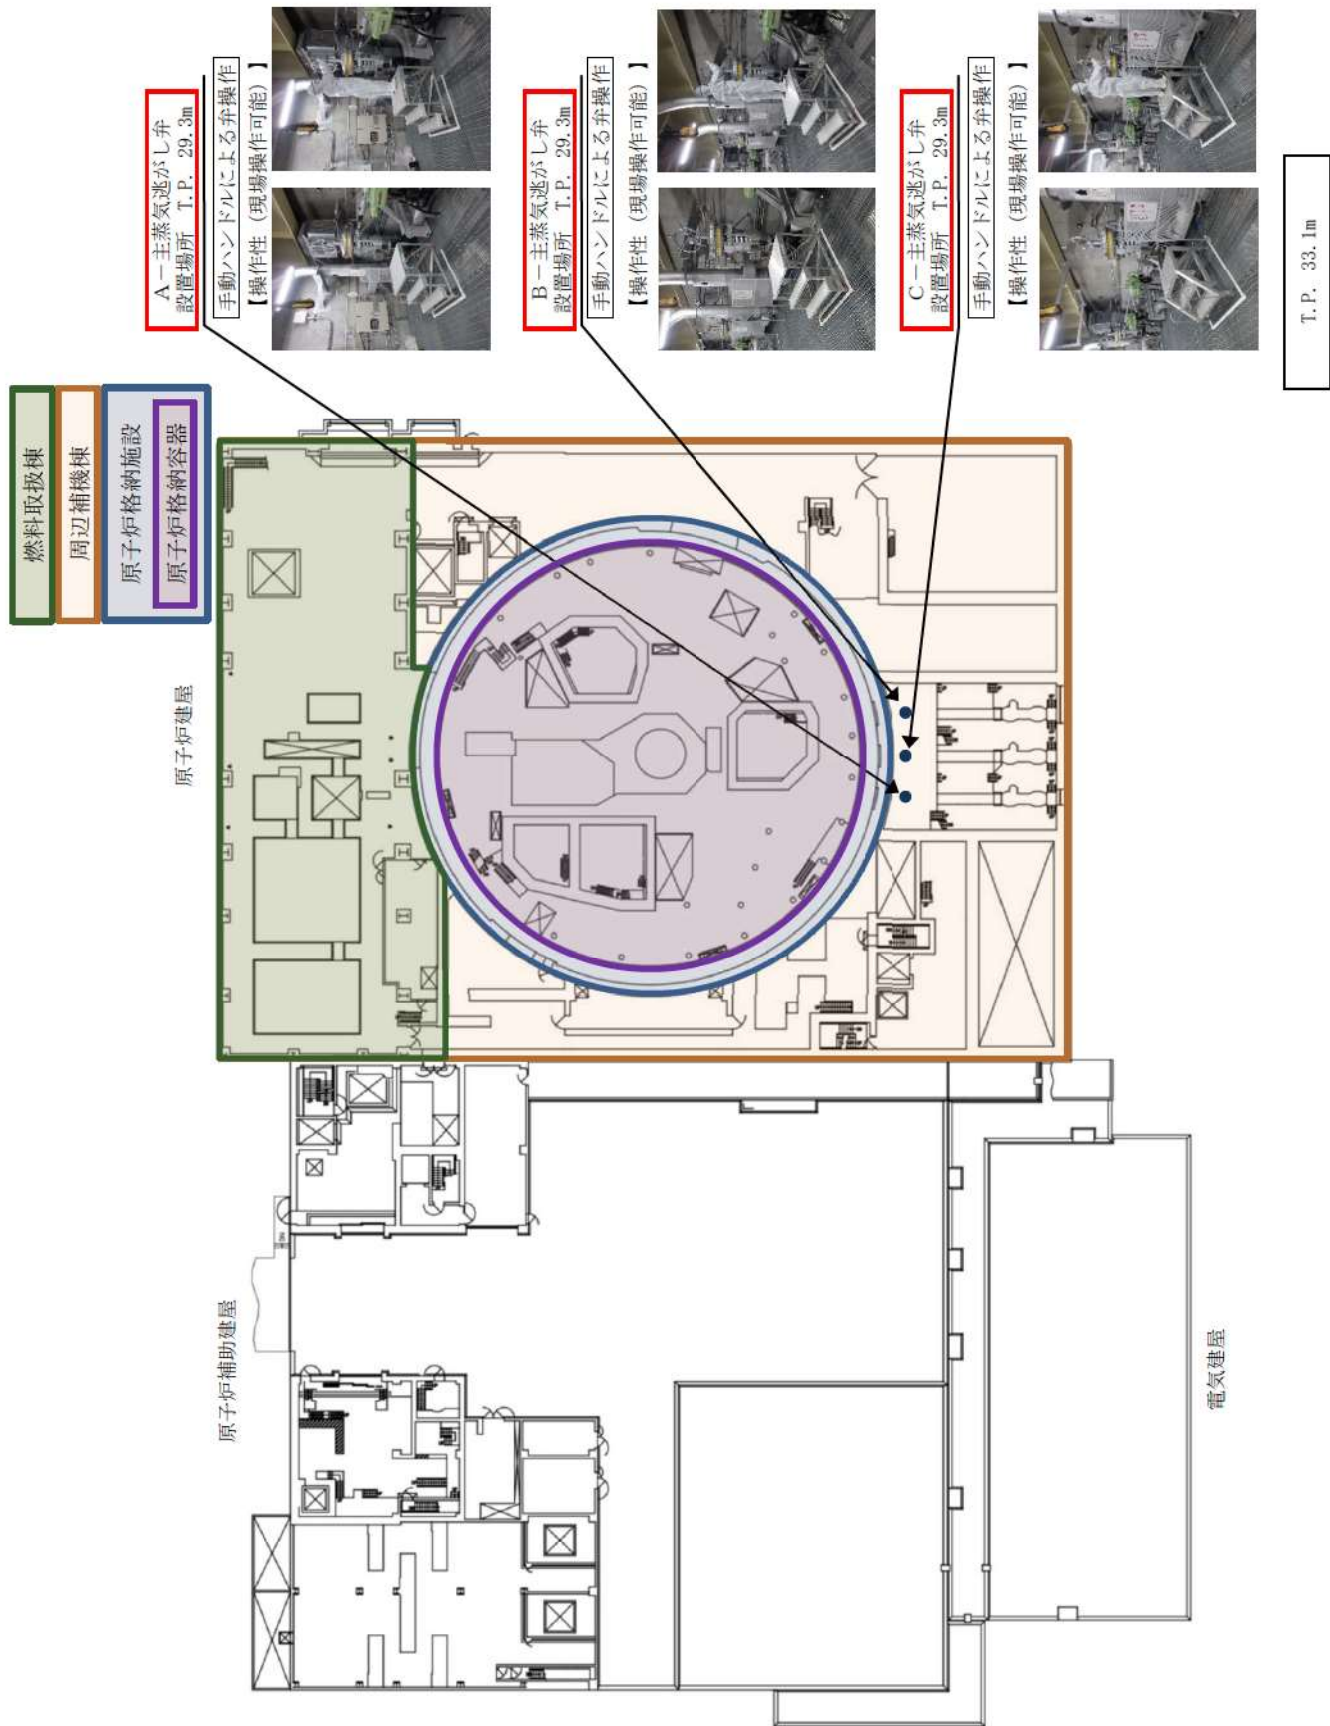 燃料取扱棟
周辺補機棟
原子炉格納施設
原子炉格納容器
A－主蒸気逃がし弁
設置場所 T.P. 29.3m
手動ハンドルによる弁操作
【操作性（現場操作可能）】
B－主蒸気逃がし弁
設置場所 T.P. 29.3m
手動ハンドルによる弁操作
【操作性（現場操作可能）】
C－主蒸気逃がし弁
設置場所 T.P. 29.3m
手動ハンドルによる弁操作
【操作性（現場操作可能）】
原子炉建屋
原子炉補助建屋
電気建屋
T.P. 33.1m